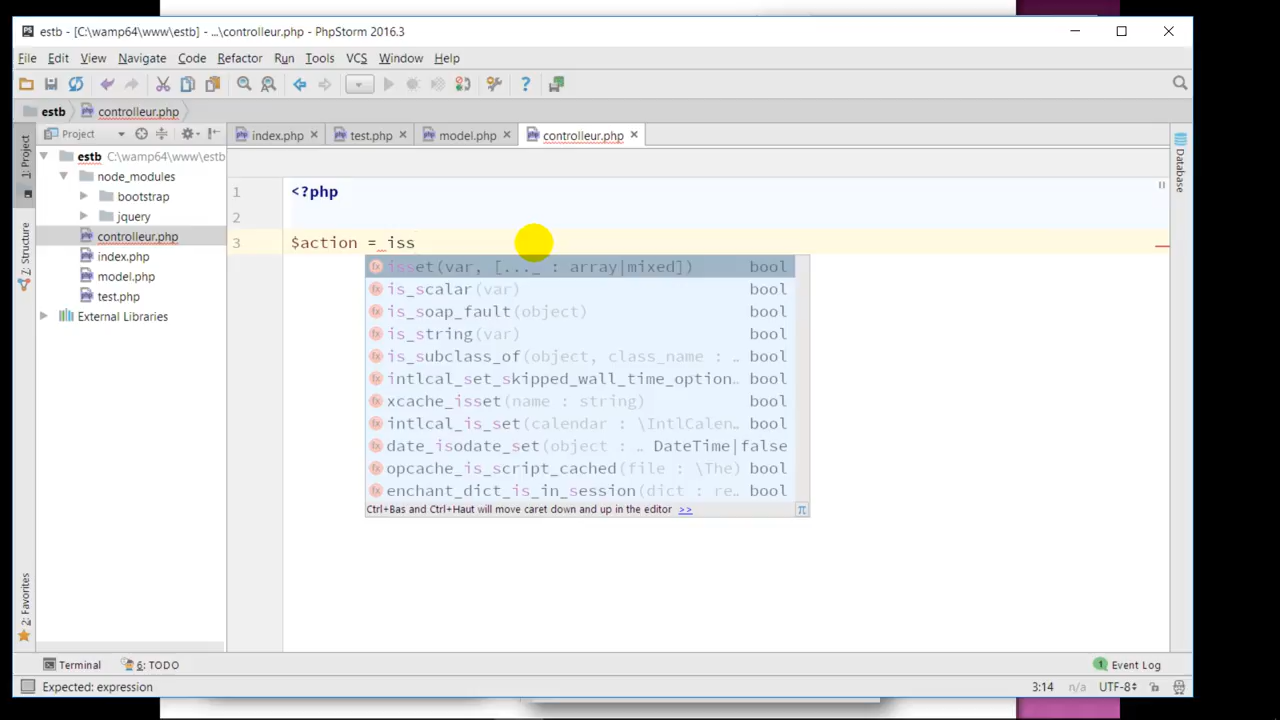 estb - [C:\wamp64\www\estb] - ...\controlleur.php - PhpStorm 2016.3
File Edit View Navigate Code Refactor Run Tools VCS Window Help
estb controlleur.php
Project
index.php test.php model.php controlleur.php
1: Project
Z: Structure
2: Favorites
Database
estb C:\wamp64\www\estb
node_modules
bootstrap
jquery
controlleur.php
index.php
model.php
test.php
External Libraries
1 <?php
2
3 $action = iss
isset(var, [..._ : array|mixed]) bool
is_scalar(var) bool
is_soap_fault(object) bool
is_string(var) bool
is_subclass_of(object, class_name : .. bool
intlcal_set_skipped_wall_time_option.. bool
xcache_isset(name : string) bool
intlcal_is_set(calendar : \IntlCalen.. bool
date_isodate_set(object : .. DateTime|false
opcache_is_script_cached(file : \The) bool
enchant_dict_is_in_session(dict : re.. bool
Ctrl+Bas and Ctrl+Haut will move caret down and up in the editor >> π
Terminal 6: TODO 1 Event Log
Expected: expression 3:14 n/a UTF-8